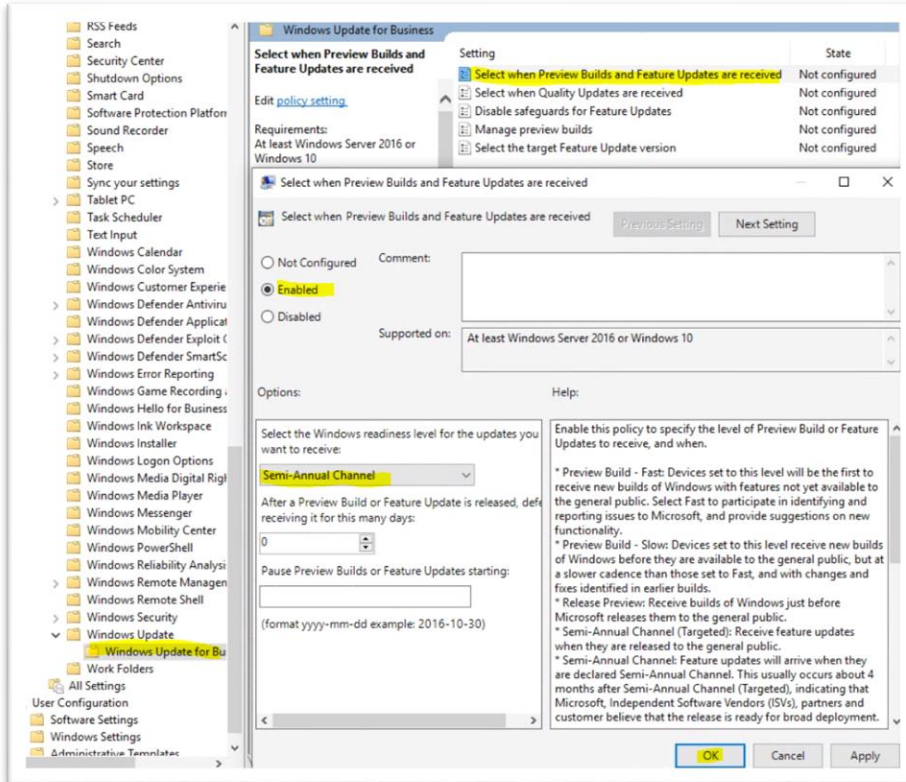 RSS Feeds
Search
Security Center
Shutdown Options
Smart Card
Software Protection Platforn
Sound Recorder
Speech
Store
Sync your settings
Tablet PC
Task Scheduler
Text Input
Windows Calendar
Windows Color System
Windows Customer Experie
Windows Defender Antiviru
Windows Defender Applicat
Windows Defender Exploit G
Windows Defender SmartSc
Windows Error Reporting
Windows Game Recording
Windows Hello for Business
Windows Ink Workspace
Windows Installer
Windows Logon Options
Windows Media Digital Righ
Windows Media Player
Windows Messenger
Windows Mobility Center
Windows PowerShell
Windows Reliability Analysi
Windows Remote Managen
Windows Remote Shell
Windows Security
Windows Update
Windows Update for Bu
Work Folders
All Settings
User Configuration
Software Settings
Windows Settings
Administrative Templates
Windows Update for Business
Select when Preview Builds and
Feature Updates are received
Edit policy setting
Requirements:
At least Windows Server 2016 or
Windows 10
Setting State
Select when Preview Builds and Feature Updates are received Not configured
Select when Quality Updates are received Not configured
Disable safeguards for Feature Updates Not configured
Manage preview builds Not configured
Select the target Feature Update version Not configured
Select when Preview Builds and Feature Updates are received
Select when Preview Builds and Feature Updates are received
Previous Setting Next Setting
Not Configured Comment:
Enabled
Disabled
Supported on: At least Windows Server 2016 or Windows 10
Options: Help:
Select the Windows readiness level for the updates you
want to receive:
Semi-Annual Channel
After a Preview Build or Feature Update is released, defe
receiving it for this many days:
0
Pause Preview Builds or Feature Updates starting:
(format yyyy-mm-dd example: 2016-10-30)
Enable this policy to specify the level of Preview Build or Feature
Updates to receive, and when.
* Preview Build - Fast: Devices set to this level will be the first to
receive new builds of Windows with features not yet available to
the general public. Select Fast to participate in identifying and
reporting issues to Microsoft, and provide suggestions on new
functionality.
* Preview Build - Slow: Devices set to this level receive new builds
of Windows before they are available to the general public, but at
a slower cadence than those set to Fast, and with changes and
fixes identified in earlier builds.
* Release Preview: Receive builds of Windows just before
Microsoft releases them to the general public.
* Semi-Annual Channel (Targeted): Receive feature updates
when they are released to the general public.
* Semi-Annual Channel: Feature updates will arrive when they
are declared Semi-Annual Channel. This usually occurs about 4
months after Semi-Annual Channel (Targeted), indicating that
Microsoft, Independent Software Vendors (ISVs), partners and
customer believe that the release is ready for broad deployment.
OK Cancel Apply